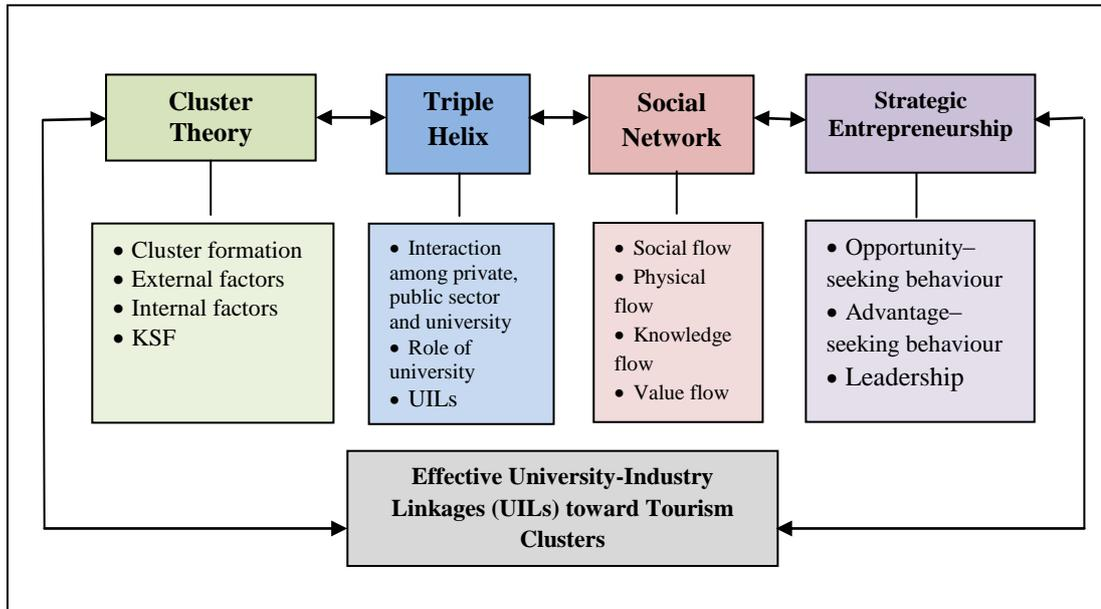 Cluster
Theory
Triple
Helix
Social
Network
Strategic
Entrepreneurship
• Cluster formation
• External factors
• Internal factors
• KSF
• Interaction
among private,
public sector
and university
• Role of
university
• UILs
• Social flow
• Physical
flow
• Knowledge
flow
• Value flow
• Opportunity–
seeking behaviour
• Advantage–
seeking behaviour
• Leadership
Effective University-Industry
Linkages (UILs) toward Tourism
Clusters